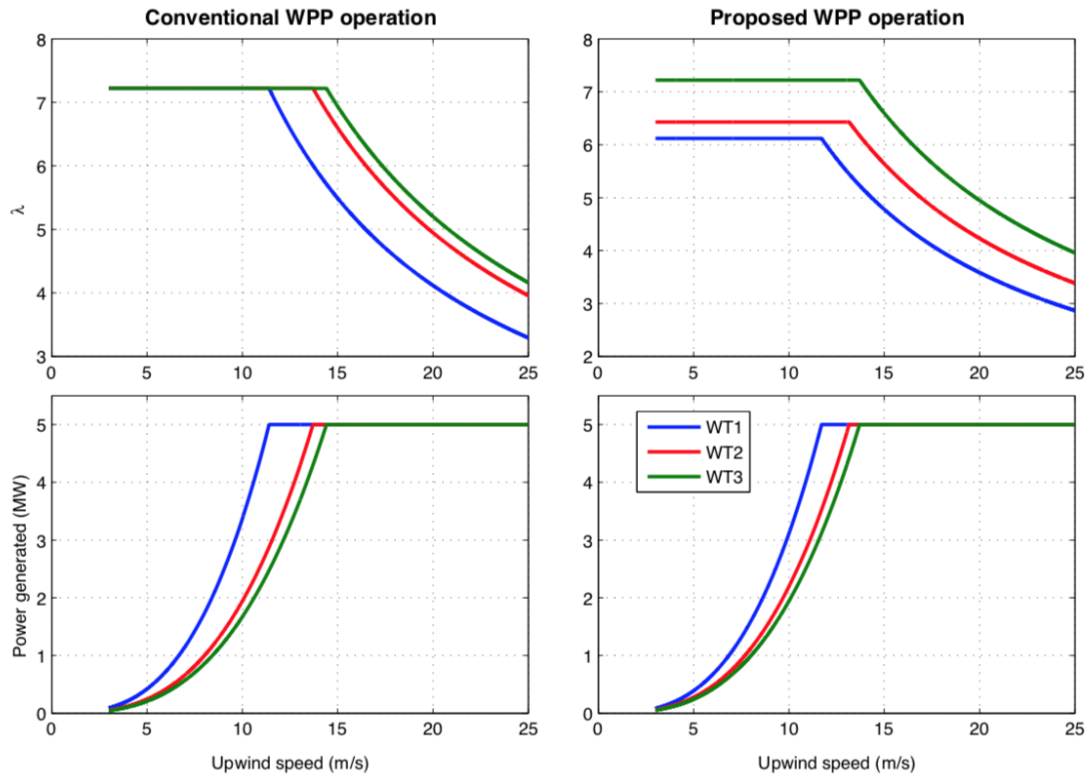 Conventional WPP operation
8
7
6
5
4
3
λ
0 5 10 15 20 25
Proposed WPP operation
8
7
6
5
4
3
2
0 5 10 15 20 25
5
4
3
2
1
0
Power generated (MW)
0 5 10 15 20 25
Upwind speed (m/s)
5
4
3
2
1
0
WT1
WT2
WT3
0 5 10 15 20 25
Upwind speed (m/s)